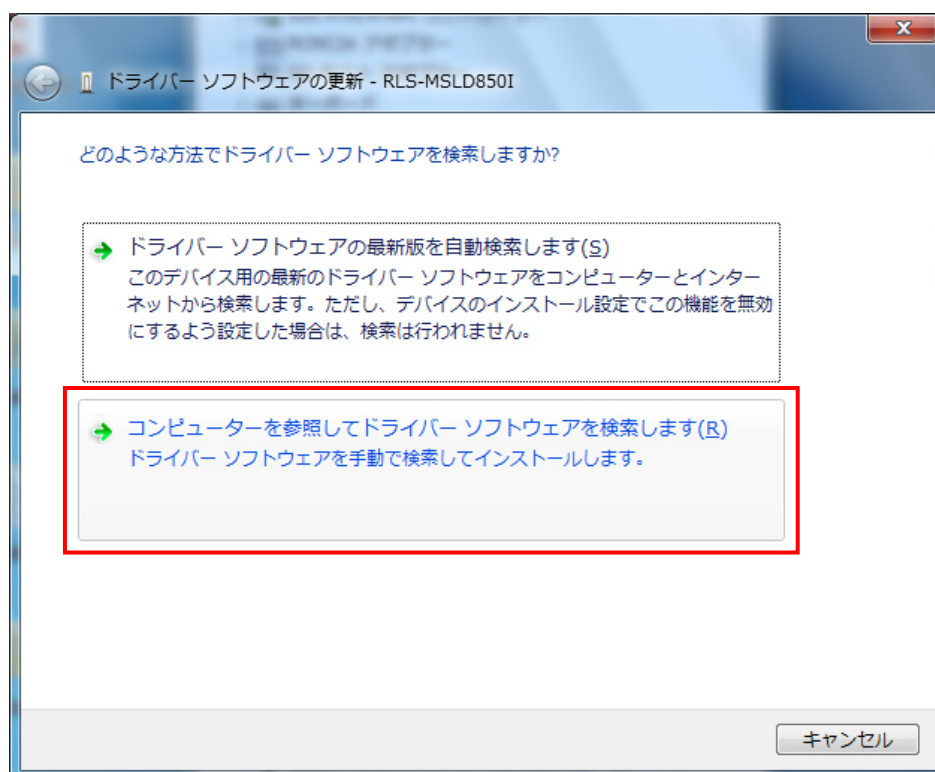 ドライバー ソフトウェアの更新 - RLS-MSLD850I
どのような方法でドライバー ソフトウェアを検索しますか?
ドライバー ソフトウェアの最新版を自動検索します(S)
このデバイス用の最新のドライバー ソフトウェアをコンピューターとインター
ネットから検索します。ただし、デバイスのインストール設定でこの機能を無効
にするよう設定した場合は、検索は行われません。
コンピューターを参照してドライバー ソフトウェアを検索します(R)
ドライバー ソフトウェアを手動で検索してインストールします。
キャンセル